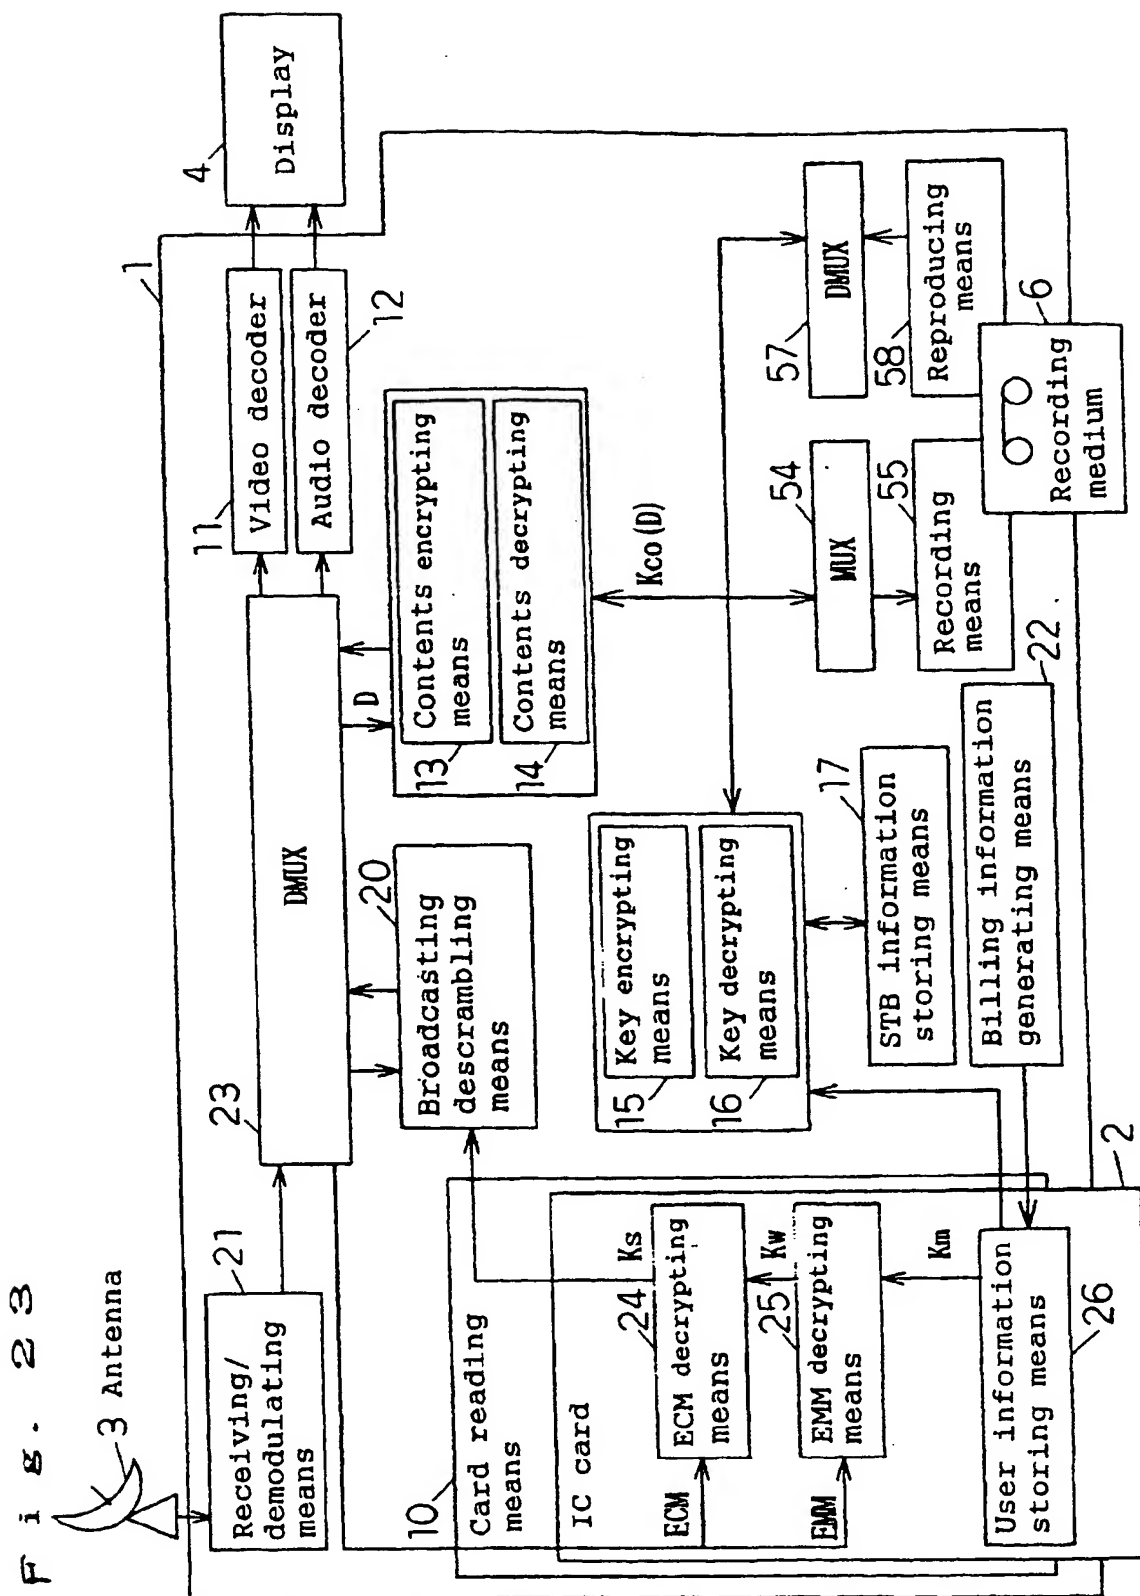 Fig. 23
3 Antenna
21
Receiving/
demodulating
means
23
DMUX
11
Video decoder
Audio decoder
12
4
Display
1
D
20
Broadcasting
descrambling
means
Contents encrypting
means
13
Contents decrypting
means
14
10
Card reading
means
IC card
ECM
24
ECM decrypting
means
Ks
EMM
25
EMM decrypting
means
Kw
Km
User information
storing means
26
2
Key encrypting
means
15
Key decrypting
means
16
17
STB information
storing means
22
Billing information
generating means
Kco(D)
54
MUX
55
Recording
means
57
DMUX
58
Reproducing
means
6
Recording
medium